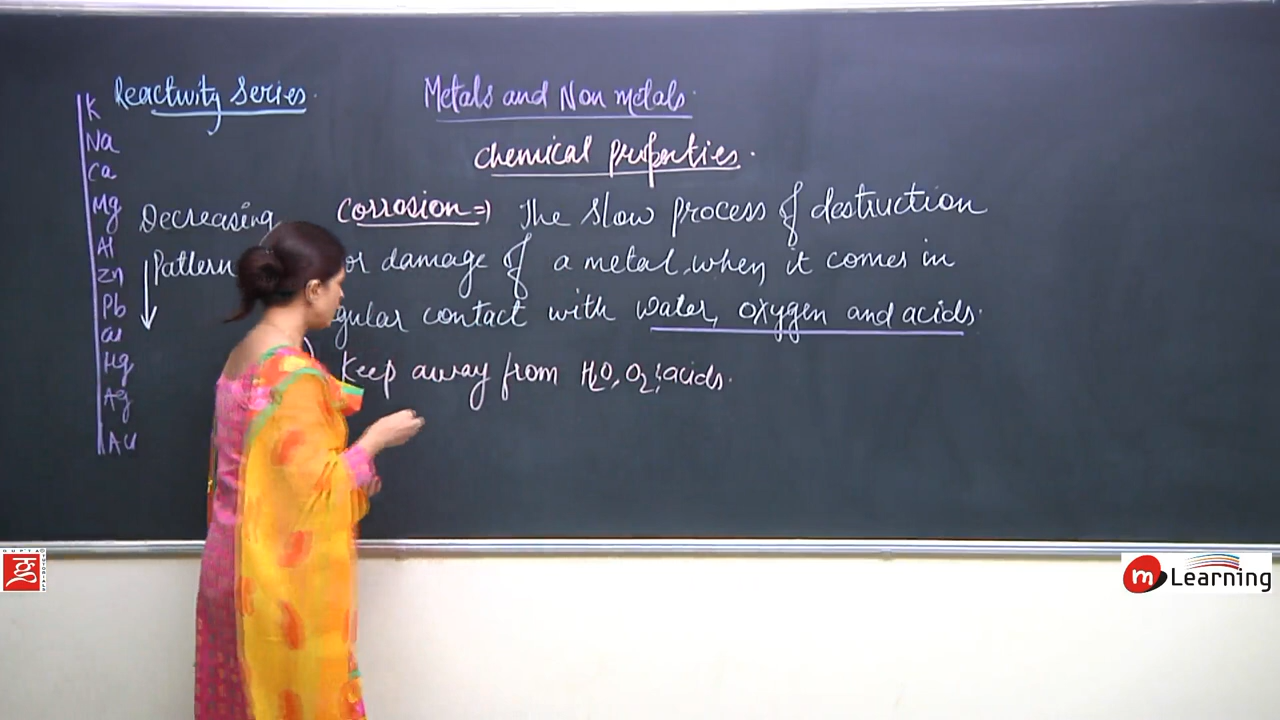 Reactivity Series.
Metals and Non metals.
Chemical properties.
K
Na
Ca
Mg
Al
Zn
Pb
Cu
Hg
Ag
Au
Decreasing
Pattern
Corrosion ⇒ The slow process of destruction
or damage of a metal, when it comes in
gular contact with water, oxygen and acids.
Keep away from H₂O, O₂, acids.
GUPTA TUTORIALS
m Learning